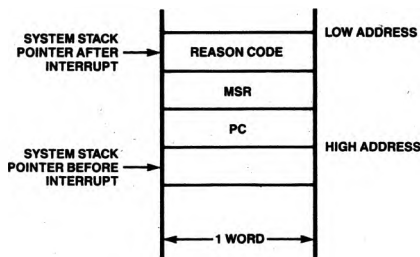 SYSTEM STACK
POINTER AFTER
INTERRUPT
REASON CODE
LOW ADDRESS
MSR
PC
SYSTEM STACK
POINTER BEFORE
INTERRUPT
HIGH ADDRESS
1 WORD